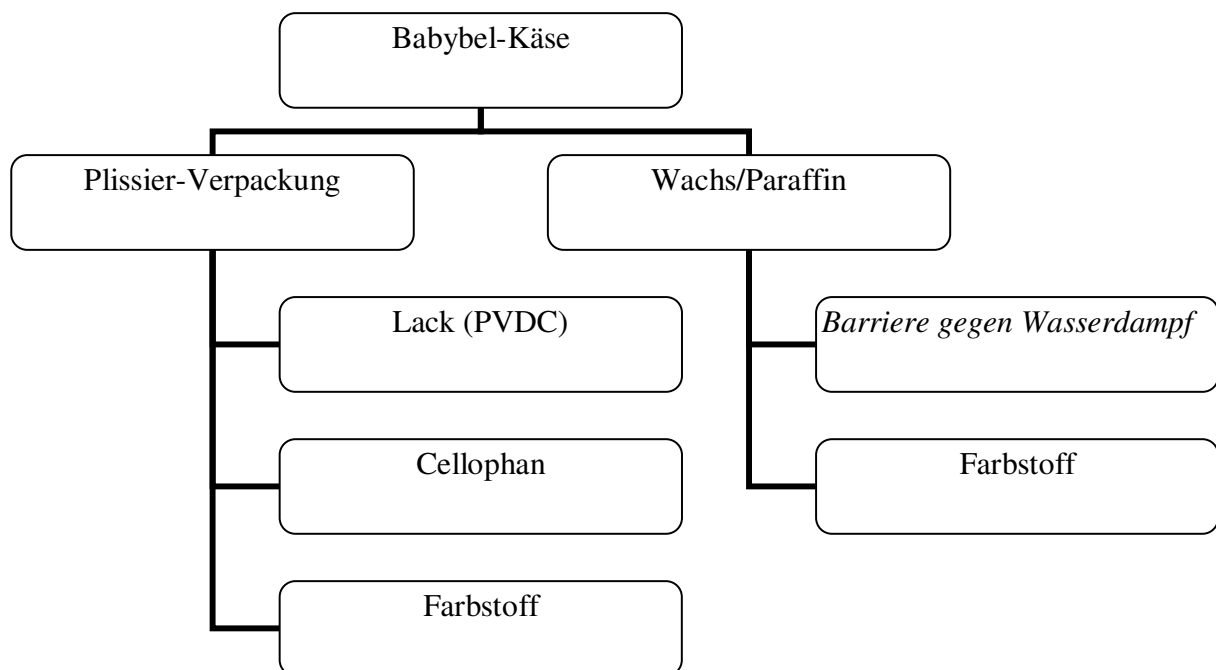 Babybel-Käse
Plissier-Verpackung
Wachs/Paraffin
Lack (PVDC)
Barriere gegen Wasserdampf
Cellophan
Farbstoff
Farbstoff